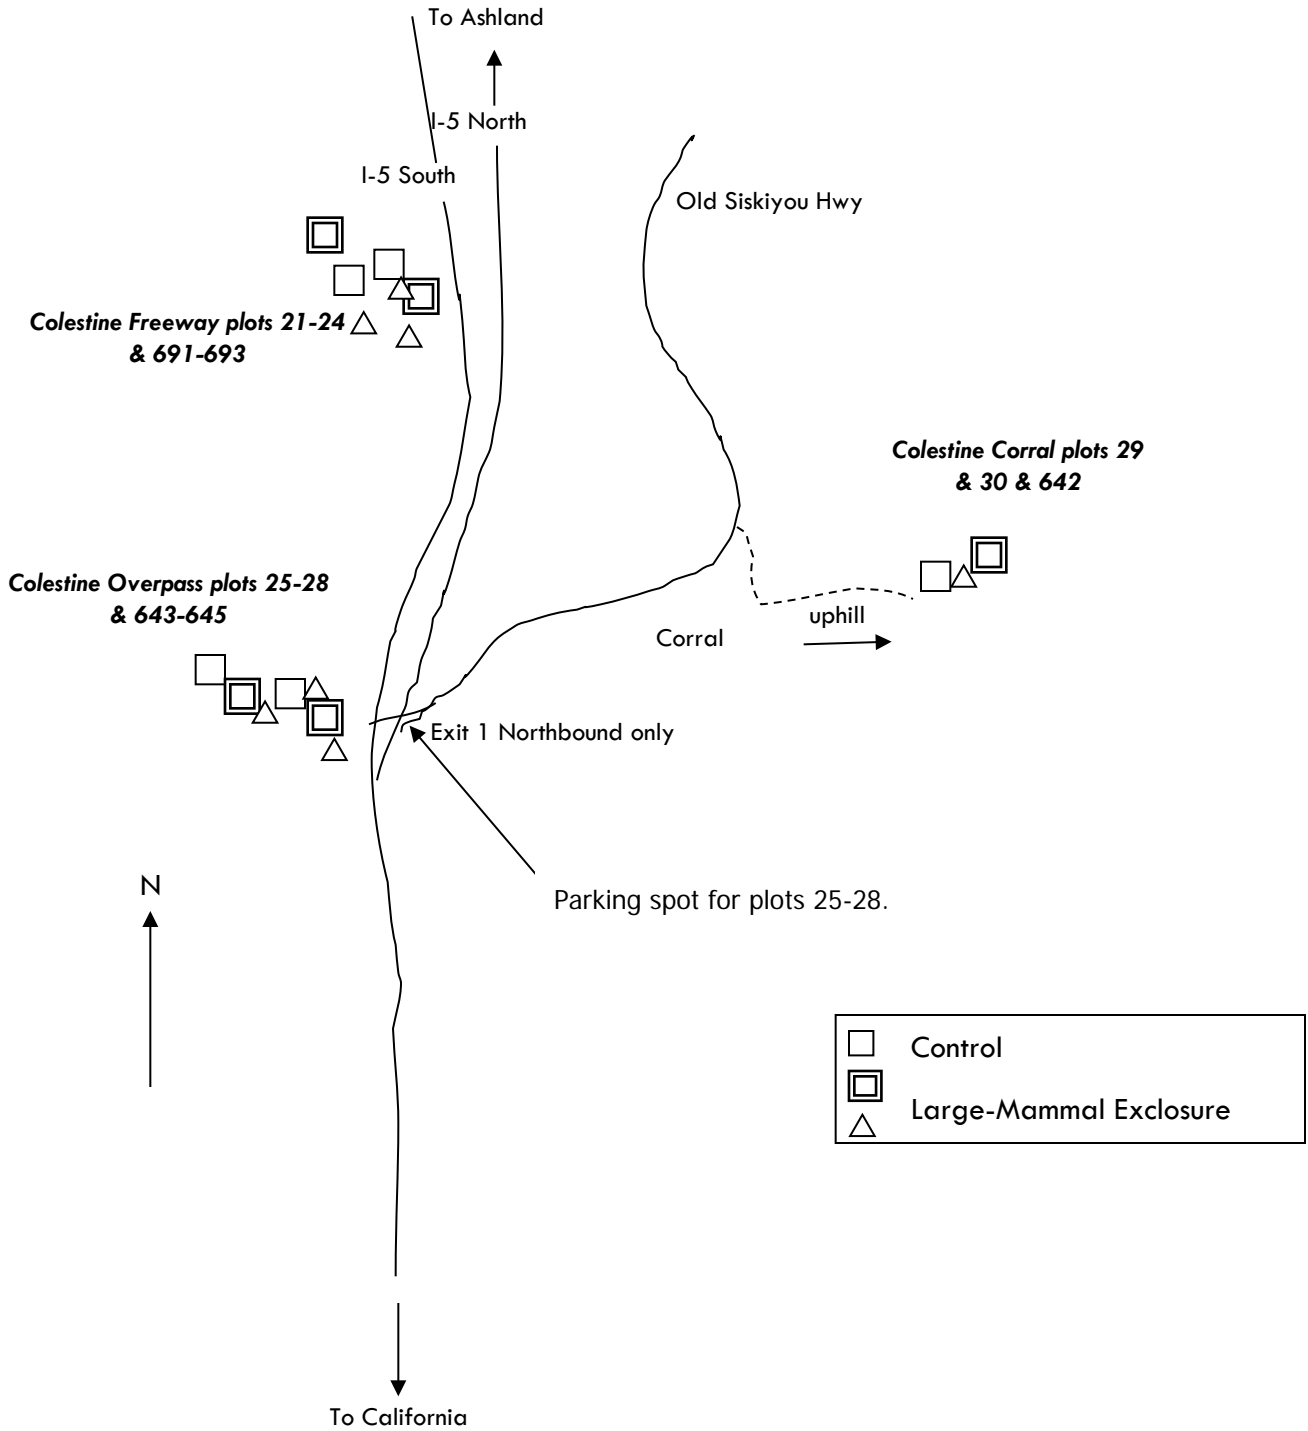 To Ashland
I-5 North
I-5 South
Old Siskiyou Hwy
Colestine Freeway plots 21-24
& 691-693
Colestine Corral plots 29
& 30 & 642
Colestine Overpass plots 25-28
& 643-645
uphill
Corral
Exit 1 Northbound only
N
Parking spot for plots 25-28.
Control
Large-Mammal Exclosure
To California